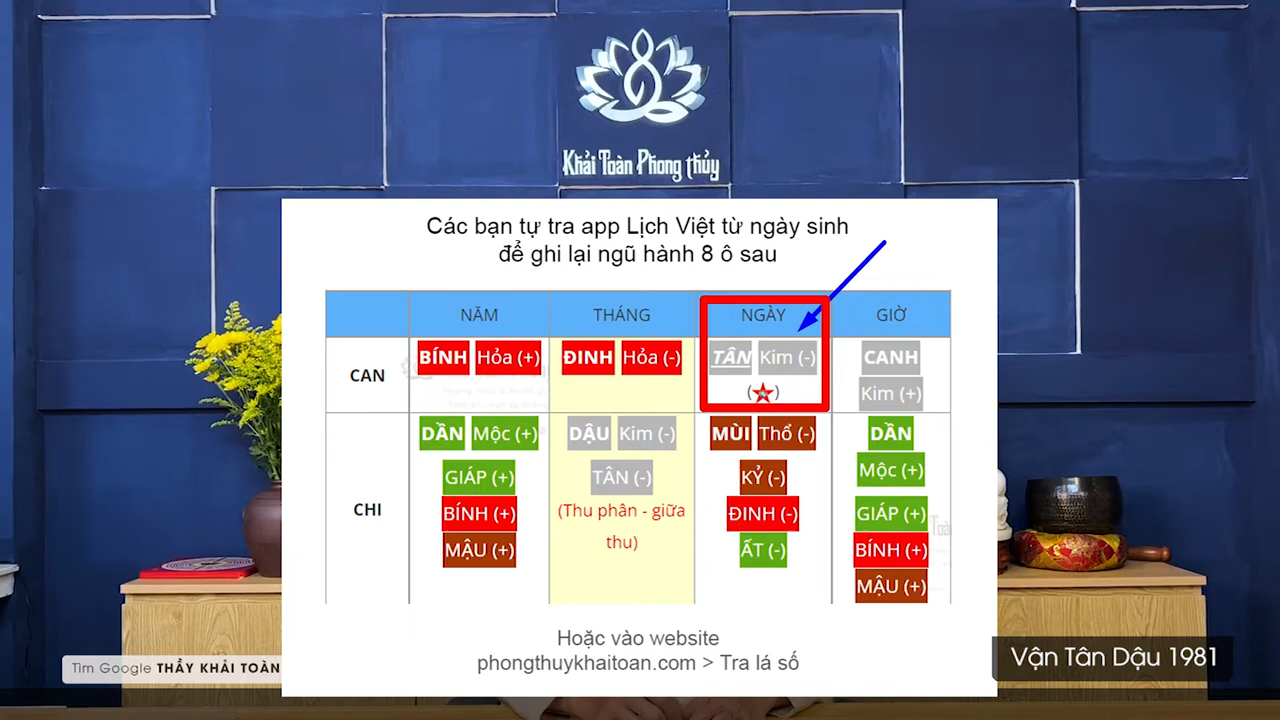 Khải Toàn Phong thủy
Các bạn tự tra app Lịch Việt từ ngày sinh
để ghi lại ngũ hành 8 ô sau
NĂM THÁNG NGÀY GIỜ
CAN
BÍNH Hỏa (+) ĐINH Hỏa (-) TÂN Kim (-) CANH
( ) Kim (+)
CHI
DẦN Mộc (+) DẬU Kim (-) MÙI Thổ (-) DẦN
Mộc (+)
GIÁP (+) TÂN (-) KỶ (-)
BÍNH (+) (Thu phân - giữa ĐINH (-) GIÁP (+)
MẬU (+) thu) ẤT (-) BÍNH (+)
MẬU (+)
Hoặc vào website
phongthuykhaitoan.com > Tra lá số
Tìm Google THẦY KHẢI TOÀN
Vận Tân Dậu 1981